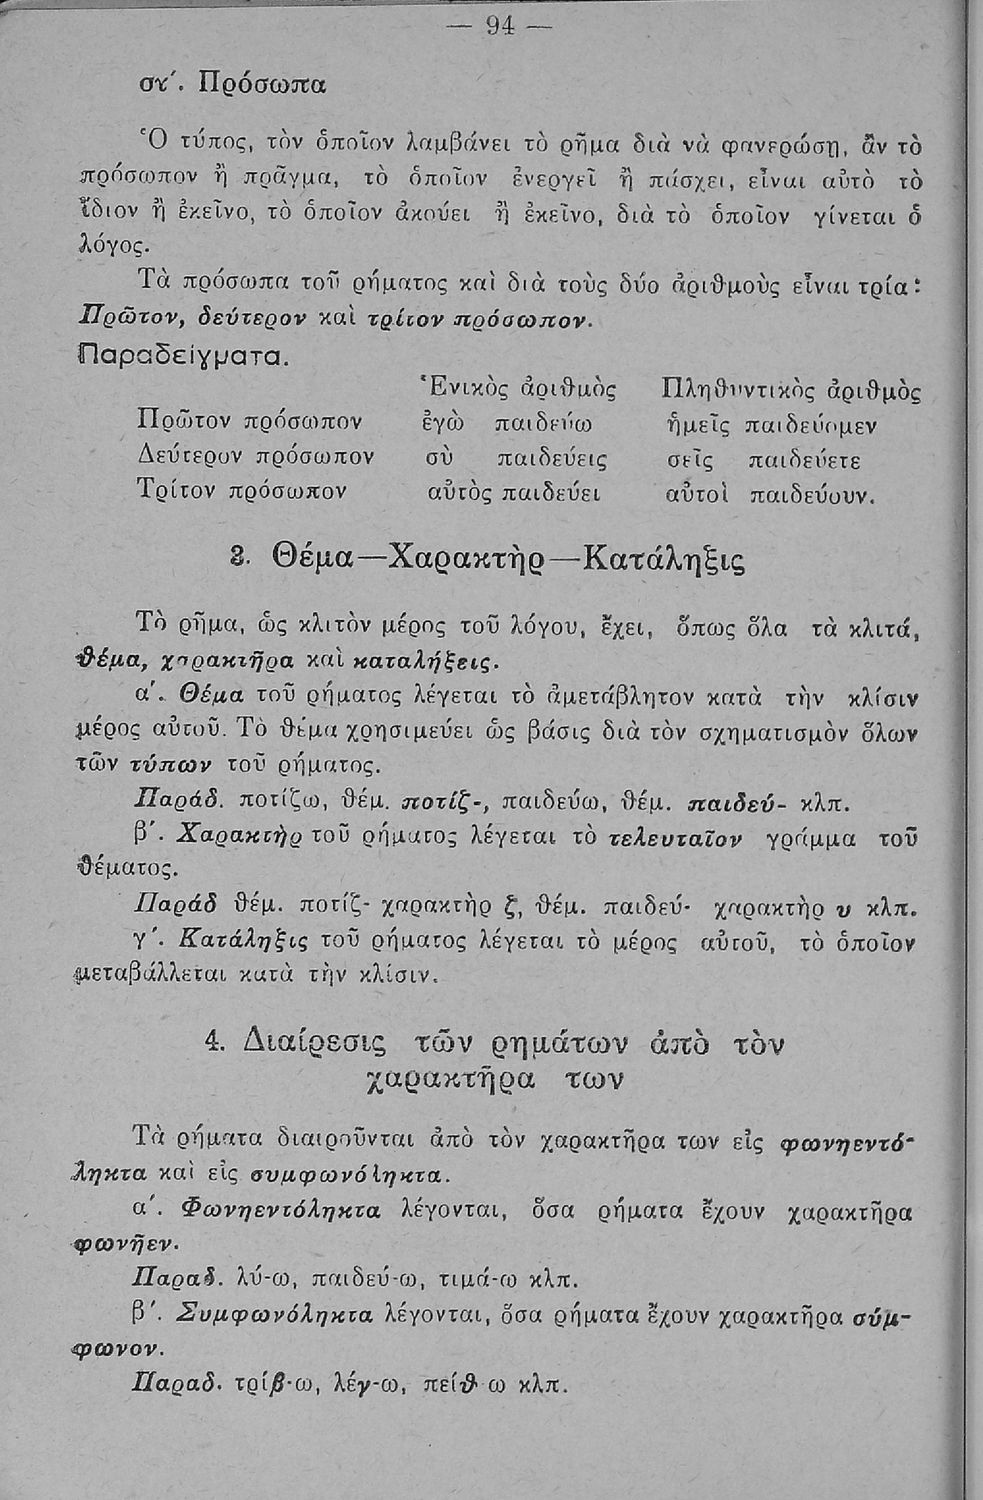 — 94 —
στ΄. Πρόσωπα
Ὁ τύπος, τὸν ὁποῖον λαμβάνει τὸ ρῆμα διὰ νὰ φανερώσῃ, ἂν τὸ
πρόσωπον ἢ πρᾶγμα, τὸ ὁποῖον ἐνεργεῖ ἢ πάσχει, εἶναι αὐτὸ τὸ
ἴδιον ἢ ἐκεῖνο, τὸ ὁποῖον ἀκούει ἢ ἐκεῖνο, διὰ τὸ ὁποῖον γίνεται ὁ
λόγος.
Τὰ πρόσωπα τοῦ ρήματος καὶ διὰ τοὺς δύο ἀριθμοὺς εἶναι τρία:
Πρῶτον, δεύτερον καὶ τρίτον πρόσωπον.
Παραδείγματα.
Ἑνικὸς ἀριθμὸς Πληθυντικὸς ἀριθμὸς
Πρῶτον πρόσωπον ἐγὼ παιδεύω ἡμεῖς παιδεύομεν
Δεύτερον πρόσωπον σὺ παιδεύεις σεῖς παιδεύετε
Τρίτον πρόσωπον αὐτὸς παιδεύει αὐτοὶ παιδεύουν.
3. Θέμα—Χαρακτὴρ—Κατάληξις
Τὸ ρῆμα, ὡς κλιτὸν μέρος τοῦ λόγου, ἔχει, ὅπως ὅλα τὰ κλιτά,
θέμα, χαρακτῆρα καὶ καταλήξεις.
α΄. Θέμα τοῦ ρήματος λέγεται τὸ ἀμετάβλητον κατὰ τὴν κλίσιν
μέρος αὐτοῦ. Τὸ θέμα χρησιμεύει ὡς βάσις διὰ τὸν σχηματισμὸν ὅλων
τῶν τύπων τοῦ ρήματος.
Παράδ. ποτίζω, θέμ. ποτίζ-, παιδεύω, θέμ. παιδεύ- κλπ.
β΄. Χαρακτὴρ τοῦ ρήματος λέγεται τὸ τελευταῖον γράμμα τοῦ
θέματος.
Παράδ θέμ. ποτίζ- χαρακτὴρ ζ, θέμ. παιδεύ- χαρακτὴρ υ κλπ.
γ΄. Κατάληξις τοῦ ρήματος λέγεται τὸ μέρος αὐτοῦ, τὸ ὁποῖον
μεταβάλλεται κατὰ τὴν κλίσιν.
4. Διαίρεσις τῶν ρημάτων ἀπὸ τὸν
χαρακτῆρα των
Τὰ ρήματα διαιροῦνται ἀπὸ τὸν χαρακτῆρα των εἰς φωνηεντό-
ληκτα καὶ εἰς συμφωνόληκτα.
α΄. Φωνηεντόληκτα λέγονται, ὅσα ρήματα ἔχουν χαρακτῆρα
φωνῆεν.
Παραδ. λύ-ω, παιδεύ-ω, τιμά-ω κλπ.
β΄. Συμφωνόληκτα λέγονται, ὅσα ρήματα ἔχουν χαρακτῆρα σύμ-
φωνον.
Παραδ. τρίβ-ω, λέγ-ω, πείθ-ω κλπ.